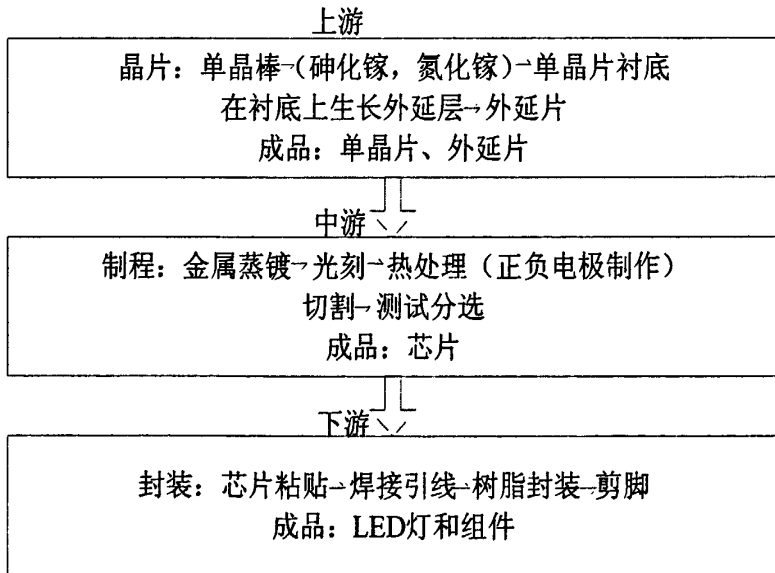 上游
晶片：单晶棒→(砷化镓，氮化镓)→单晶片衬底
在衬底上生长外延层→外延片
成品：单晶片、外延片
中游
制程：金属蒸镀→光刻→热处理（正负电极制作）
切割→测试分选
成品：芯片
下游
封装：芯片粘贴→焊接引线→树脂封装→剪脚
成品：LED灯和组件